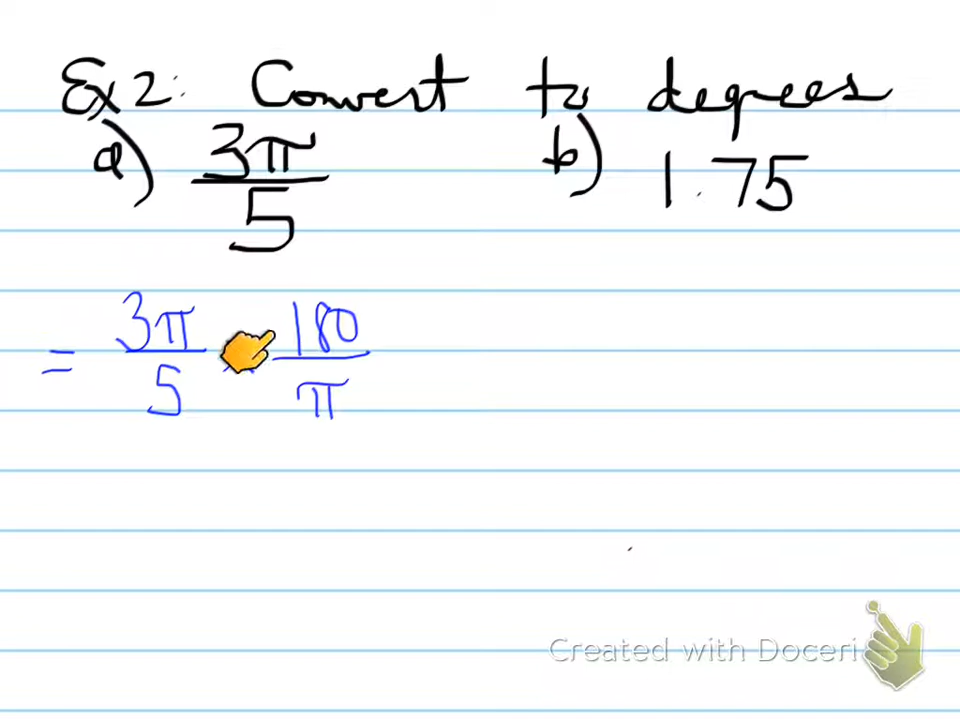 Ex 2: Convert to degrees
a) 3π/5 b) 1.75
= 3π/5 × 180/π
Created with Doceri